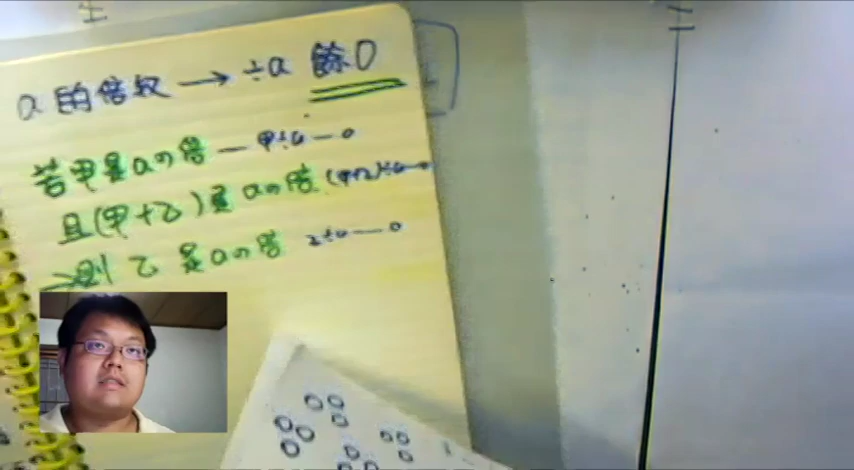 a 的倍数 → ÷a 餘0
若甲是aの倍 — 甲÷a — 0
且(甲+乙)是aの倍 (甲+乙)÷a — 0
→則 乙 是aの倍 乙÷a — 0